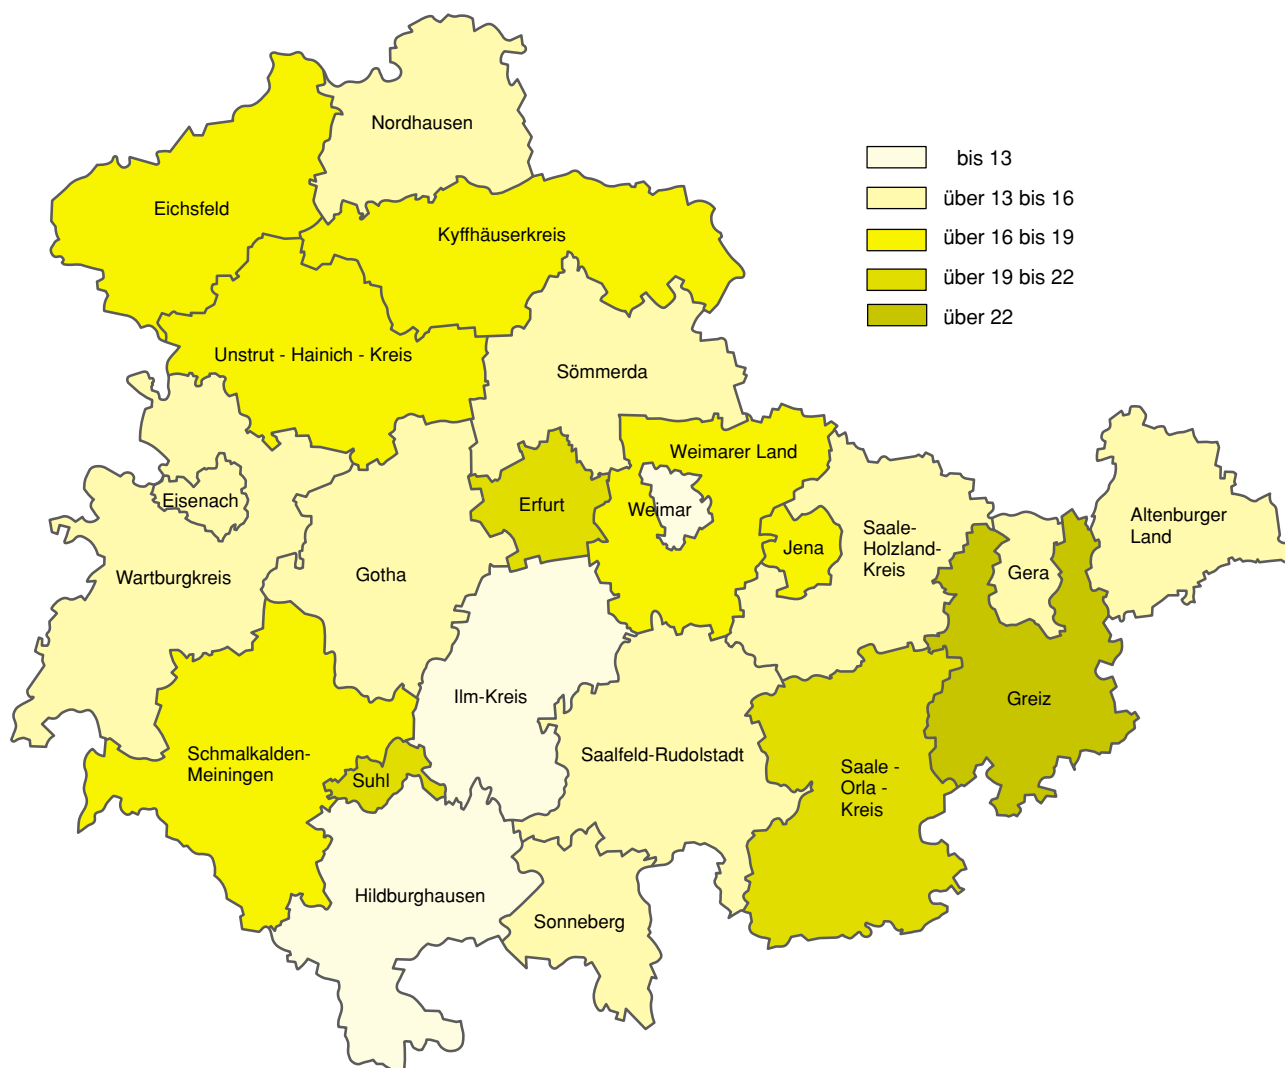 Nordhausen
bis 13
über 13 bis 16
über 16 bis 19
über 19 bis 22
über 22
Eichsfeld
Kyffhäuserkreis
Unstrut - Hainich - Kreis
Sömmerda
Weimarer Land
Eisenach
Erfurt
Weimar
Jena
Saale-
Holzland-
Kreis
Altenburger
Land
Wartburgkreis
Gotha
Gera
Ilm-Kreis
Greiz
Schmalkalden-
Meiningen
Suhl
Saalfeld-Rudolstadt
Saale -
Orla -
Kreis
Hildburghausen
Sonneberg